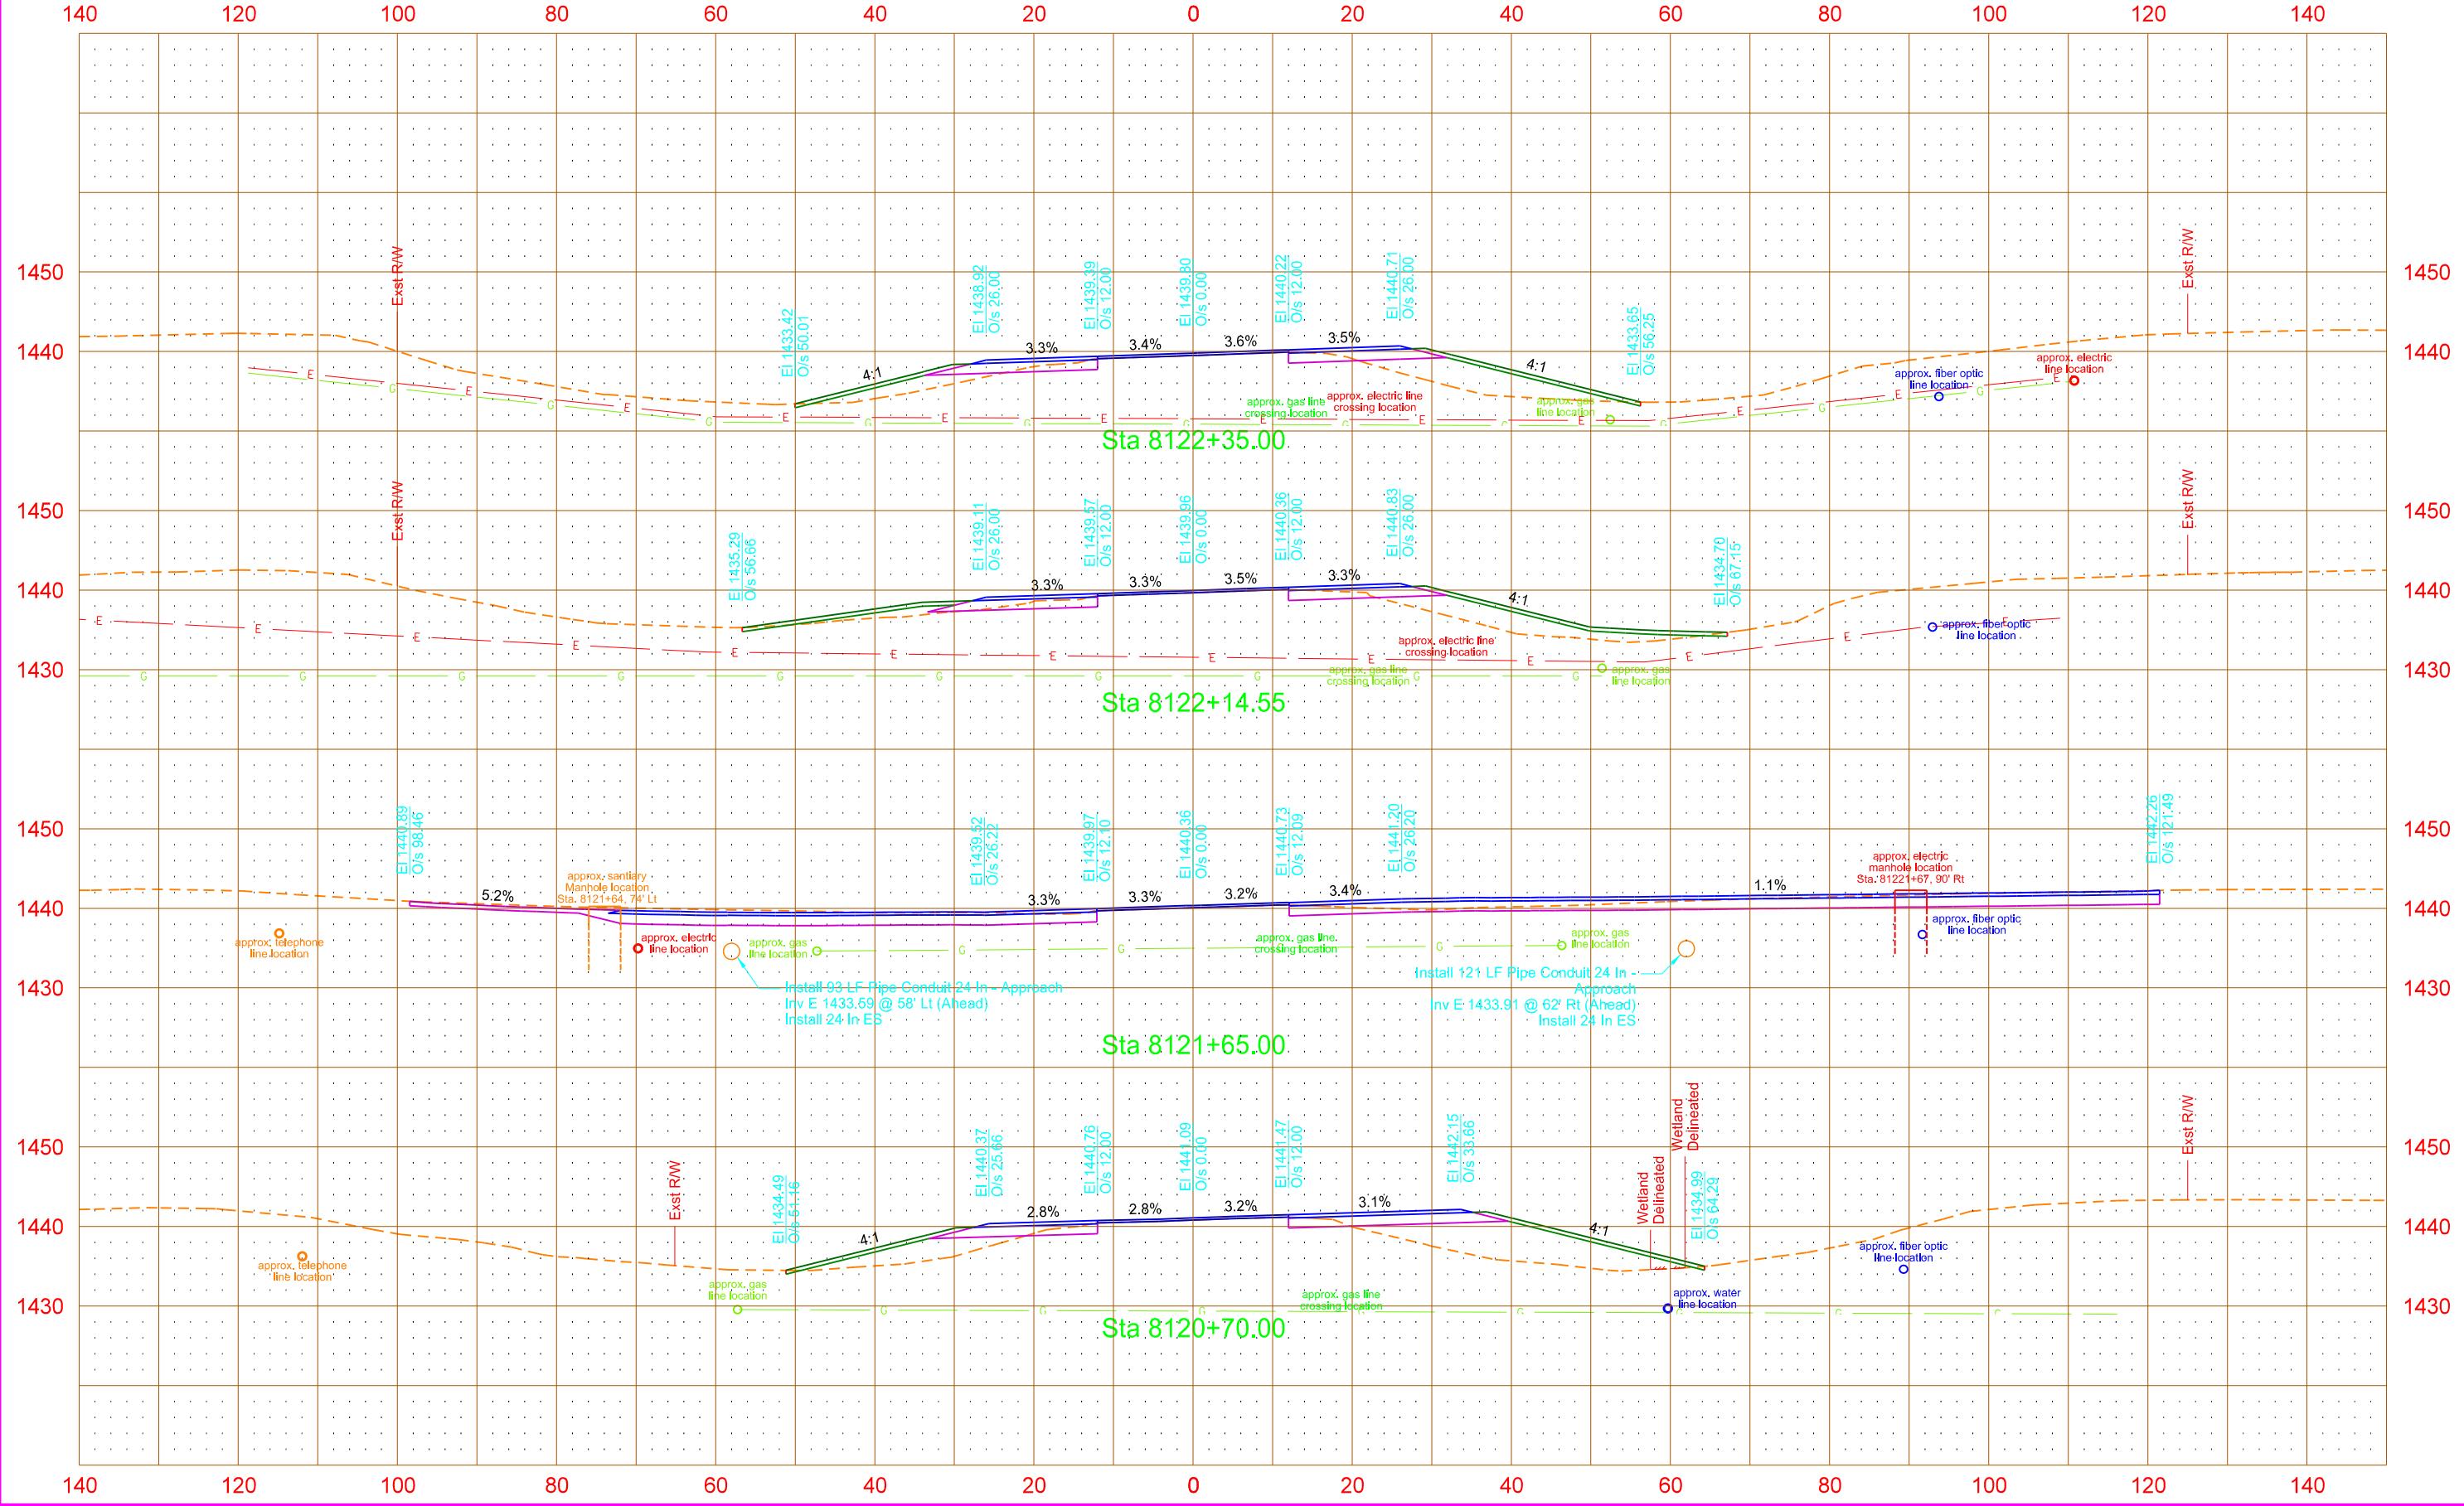 140 120 100 80 60 40 20 0 20 40 60 80 100 120 140
1450 1450
1440 1440
Exst R/W
El 1433.42
O/s 50.01
El 1438.92
O/s 26.00
El 1439.39
O/s 12.00
El 1439.80
O/s 0.00
El 1440.22
O/s 12.00
El 1440.71
O/s 26.00
El 1433.65
O/s 56.25
Exst R/W
4:1
3.3%
3.4%
3.6%
3.5%
4:1
approx. gas line
crossing location
approx. electric line
crossing location
approx. gas
line location
approx. fiber optic
line location
approx. electric
line location
E E E E E E E E E E E E
G G G G G G G G G G G G
Sta 8122+35.00
1450 1450
1440 1440
1430 1430
Exst R/W
El 1435.29
O/s 56.66
El 1439.11
O/s 26.00
El 1439.57
O/s 12.00
El 1439.96
O/s 0.00
El 1440.36
O/s 12.00
El 1440.83
O/s 26.00
El 1434.70
O/s 67.15
Exst R/W
3.3%
3.3%
3.5%
3.3%
4:1
approx. electric line
crossing location
approx. fiber optic
line location
approx. gas line
crossing location
approx. gas
line location
E E E E E E E E E E E E E
G G G G G G G G G G
Sta 8122+14.55
1450 1450
1440 1440
1430 1430
El 1440.89
O/s 98.46
El 1439.52
O/s 26.22
El 1439.97
O/s 12.10
El 1440.36
O/s 0.00
El 1440.73
O/s 12.09
El 1441.20
O/s 26.20
El 1442.26
O/s 121.49
5.2%
3.3%
3.3%
3.2%
3.4%
1.1%
approx. santiary
Manhole location
Sta. 8121+64, 74' Lt
approx. electric
manhole location
Sta. 81221+67, 90' Rt
approx. telephone
line location
approx. electric
line location
approx. gas
line location
approx. gas line
crossing location
approx. gas
line location
approx. fiber optic
line location
G G G G
Install 93 LF Pipe Conduit 24 In - Approach
Inv E 1433.59 @ 58' Lt (Ahead)
Install 24 In ES
Install 121 LF Pipe Conduit 24 In -
Approach
Inv E 1433.91 @ 62' Rt (Ahead)
Install 24 In ES
Sta 8121+65.00
1450 1450
1440 1440
1430 1430
Exst R/W
El 1434.49
O/s 51.16
El 1440.37
O/s 25.66
El 1440.76
O/s 12.00
El 1441.09
O/s 0.00
El 1441.47
O/s 12.00
El 1442.15
O/s 33.66
Wetland
Delineated
Wetland
Delineated
El 1434.99
O/s 64.29
Exst R/W
4:1
2.8%
2.8%
3.2%
3.1%
4:1
approx. telephone
line location
approx. gas
line location
approx. gas line
crossing location
approx. water
line location
approx. fiber optic
line location
G G G G G G G G
Sta 8120+70.00
140 120 100 80 60 40 20 0 20 40 60 80 100 120 140